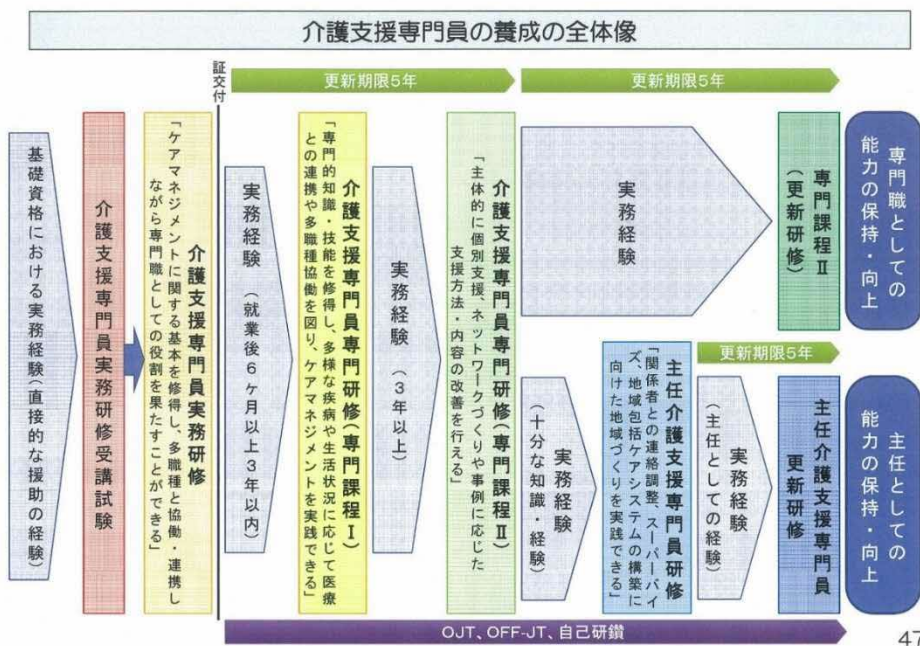 介護支援専門員の養成の全体像
証交付
更新期限5年
更新期限5年
基礎資格における実務経験(直接的な援助の経験)
介護支援専門員実務研修受講試験
介護支援専門員実務研修
「ケアマネジメントに関する基本を修得し、多職種と協働・連携し
ながら専門職としての役割を果たすことができる」
実務経験 (就業後6ヶ月以上3年以内)
介護支援専門員専門研修(専門課程Ⅰ)
「専門的知識・技能を修得し、多様な疾病や生活状況に応じて医療
との連携や多職種協働を図り、ケアマネジメントを実践できる」
実務経験 (3年以上)
介護支援専門員専門研修(専門課程Ⅱ)
「主体的に個別支援、ネットワークづくりや事例に応じた
支援方法・内容の改善を行える」
実務経験
専門課程Ⅱ
(更新研修)
専門職としての
能力の保持・向上
実務経験
(十分な知識・経験)
主任介護支援専門員研修
「関係者との連絡調整、スーパーバイ
ズ、地域包括ケアシステムの構築に
向けた地域づくりを実践できる」
更新期限5年
実務経験
(主任としての経験)
主任介護支援専門員
更新研修
主任としての
能力の保持・向上
OJT、OFF-JT、自己研鑽
47